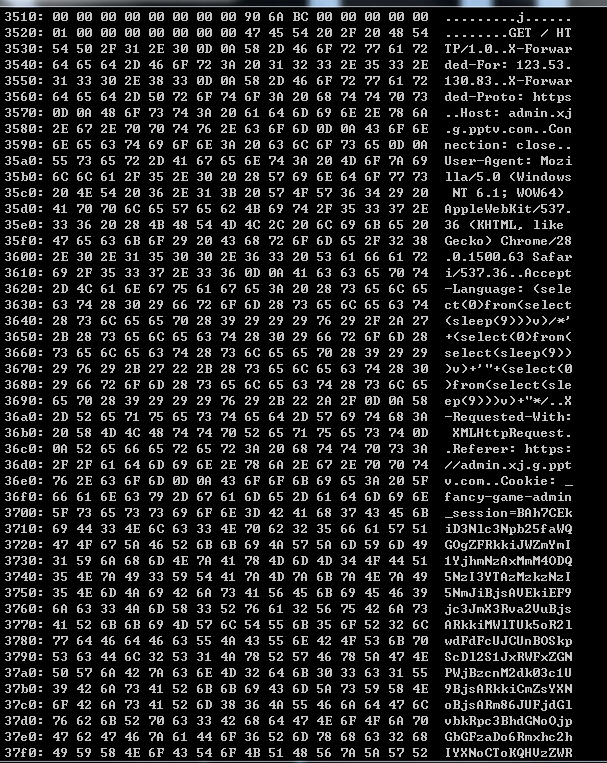 3510: 00 00 00 00 00 00 00 00 90 6A BC 00 00 00 00 00 .........j......
3520: 01 00 00 00 00 00 00 00 47 45 54 20 2F 20 48 54 ........GET / HT
3530: 54 50 2F 31 2E 30 0D 0A 58 2D 46 6F 72 77 61 72 TP/1.0..X-Forwar
3540: 64 65 64 2D 46 6F 72 3A 20 31 32 33 2E 35 33 2E ded-For: 123.53.
3550: 31 33 30 2E 38 33 0D 0A 58 2D 46 6F 72 77 61 72 130.83..X-Forwar
3560: 64 65 64 2D 50 72 6F 74 6F 3A 20 68 74 74 70 73 ded-Proto: https
3570: 0D 0A 48 6F 73 74 3A 20 61 64 6D 69 6E 2E 78 6A ..Host: admin.xj
3580: 2E 67 2E 70 70 74 76 2E 63 6F 6D 0D 0A 43 6F 6E .g.pptv.com..Con
3590: 6E 65 63 74 69 6F 6E 3A 20 63 6C 6F 73 65 0D 0A nection: close..
35a0: 55 73 65 72 2D 41 67 65 6E 74 3A 20 4D 6F 7A 69 User-Agent: Mozi
35b0: 6C 6C 61 2F 35 2E 30 20 28 57 69 6E 64 6F 77 73 lla/5.0 (Windows
35c0: 20 4E 54 20 36 2E 31 3B 20 57 4F 57 36 34 29 20 NT 6.1; WOW64)
35d0: 41 70 70 6C 65 57 65 62 4B 69 74 2F 35 33 37 2E AppleWebKit/537.
35e0: 33 36 20 28 4B 48 54 4D 4C 2C 20 6C 69 6B 65 20 36 (KHTML, like
35f0: 47 65 63 6B 6F 29 20 43 68 72 6F 6D 65 2F 32 38 Gecko) Chrome/28
3600: 2E 30 2E 31 35 30 30 2E 36 33 20 53 61 66 61 72 .0.1500.63 Safar
3610: 69 2F 35 33 37 2E 33 36 0D 0A 41 63 63 65 70 74 i/537.36..Accept
3620: 2D 4C 61 6E 67 75 61 67 65 3A 20 28 73 65 6C 65 -Language: (sele
3630: 63 74 28 30 29 66 72 6F 6D 28 73 65 6C 65 63 74 ct(0)from(select
3640: 28 73 6C 65 65 70 28 39 29 29 29 76 29 2F 2A 27 (sleep(9)))v)/*'
3650: 2B 28 73 65 6C 65 63 74 28 30 29 66 72 6F 6D 28 +(select(0)from(
3660: 73 65 6C 65 63 74 28 73 6C 65 65 70 28 39 29 29 select(sleep(9))
3670: 29 76 29 2B 27 22 2B 28 73 65 6C 65 63 74 28 30 )v)+'"+(select(0
3680: 29 66 72 6F 6D 28 73 65 6C 65 63 74 28 73 6C 65 )from(select(sle
3690: 65 70 28 39 29 29 29 76 29 2B 22 2A 2F 0D 0A 58 ep(9)))v)+"*/..X
36a0: 2D 52 65 71 75 65 73 74 65 64 2D 57 69 74 68 3A -Requested-With:
36b0: 20 58 4D 4C 48 74 74 70 52 65 71 75 65 73 74 0D XMLHttpRequest.
36c0: 0A 52 65 66 65 72 65 72 3A 20 68 74 74 70 73 3A .Referer: https:
36d0: 2F 2F 61 64 6D 69 6E 2E 78 6A 2E 67 2E 70 70 74 //admin.xj.g.ppt
36e0: 76 2E 63 6F 6D 0D 0A 43 6F 6F 6B 69 65 3A 20 5F v.com..Cookie: _
36f0: 66 61 6E 63 79 2D 67 61 6D 65 2D 61 64 6D 69 6E fancy-game-admin
3700: 5F 73 65 73 73 69 6F 6E 3D 42 41 68 37 43 45 6B _session=BAh7CEk
3710: 69 44 33 4E 6C 63 33 4E 70 62 32 35 66 61 57 51 iD3Nlc3Npb25faWQ
3720: 47 4F 67 5A 46 52 6B 6B 69 4A 57 5A 6D 59 6D 49 GOgZFRkkiJWZmYmI
3730: 31 59 6A 68 6D 4E 7A 41 78 4D 6D 4D 34 4F 44 51 1YjhmNzAxMmM4ODQ
3740: 35 4E 7A 49 33 59 54 41 7A 4D 7A 6B 7A 4E 7A 49 5NzI3YTAzMzkzNzI
3750: 35 4E 6D 4A 69 42 6A 73 41 56 45 6B 69 45 46 39 5NmJiBjsAVEkiEF9
3760: 6A 63 33 4A 6D 58 33 52 76 61 32 56 75 42 6A 73 jc3JmX3Rva2VuBjs
3770: 41 52 6B 6B 69 4D 57 6C 54 55 6B 35 6F 52 32 6C ARkkiMWlTUk5oR2l
3780: 77 64 46 64 46 63 55 4A 43 55 6E 42 4F 53 6B 70 wdFdFcUJCUnBOSkp
3790: 53 63 44 6C 32 53 31 4A 78 52 57 46 78 5A 47 4E ScDl2S1JxRWFxZGN
37a0: 50 57 6A 42 7A 63 6E 4D 32 64 6B 30 33 63 31 55 PWjBzcnM2dk03c1U
37b0: 39 42 6A 73 41 52 6B 6B 69 43 6D 5A 73 59 58 4E 9BjsARkkiCmZsYXN
37c0: 6F 42 6A 73 41 52 6D 38 36 4A 55 46 6A 64 47 6C oBjsARm86JUFjdGl
37d0: 76 62 6B 52 70 63 33 42 68 64 47 4E 6F 4F 6A 70 vbkRpc3BhdGNoOjp
37e0: 47 62 47 46 7A 61 44 6F 36 52 6D 78 68 63 32 68 GbGFzaDo6Rmxhc2h
37f0: 49 59 58 4E 6F 43 54 6F 4B 51 48 56 7A 5A 57 52 IYXNoCToKQHVzZWR